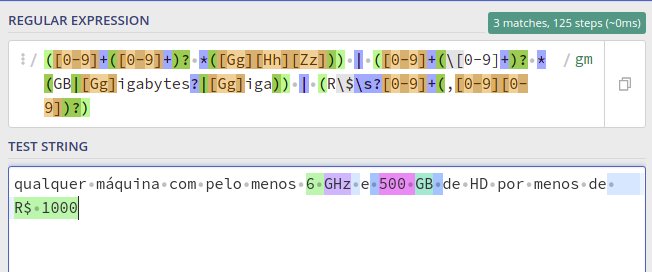 REGULAR EXPRESSION
3 matches, 125 steps (~0ms)
/ ([0-9]+([0-9]+)? *([Gg][Hh][Zz])) | ([0-9]+(\[0-9]+)? * / gm
(GB|[Gg]igabytes?|[Gg]iga)) | (R\$\s?[0-9]+(,[0-9][0-
9])?)
TEST STRING
qualquer máquina com pelo menos 6 GHz e 500 GB de HD por menos de
R$ 1000